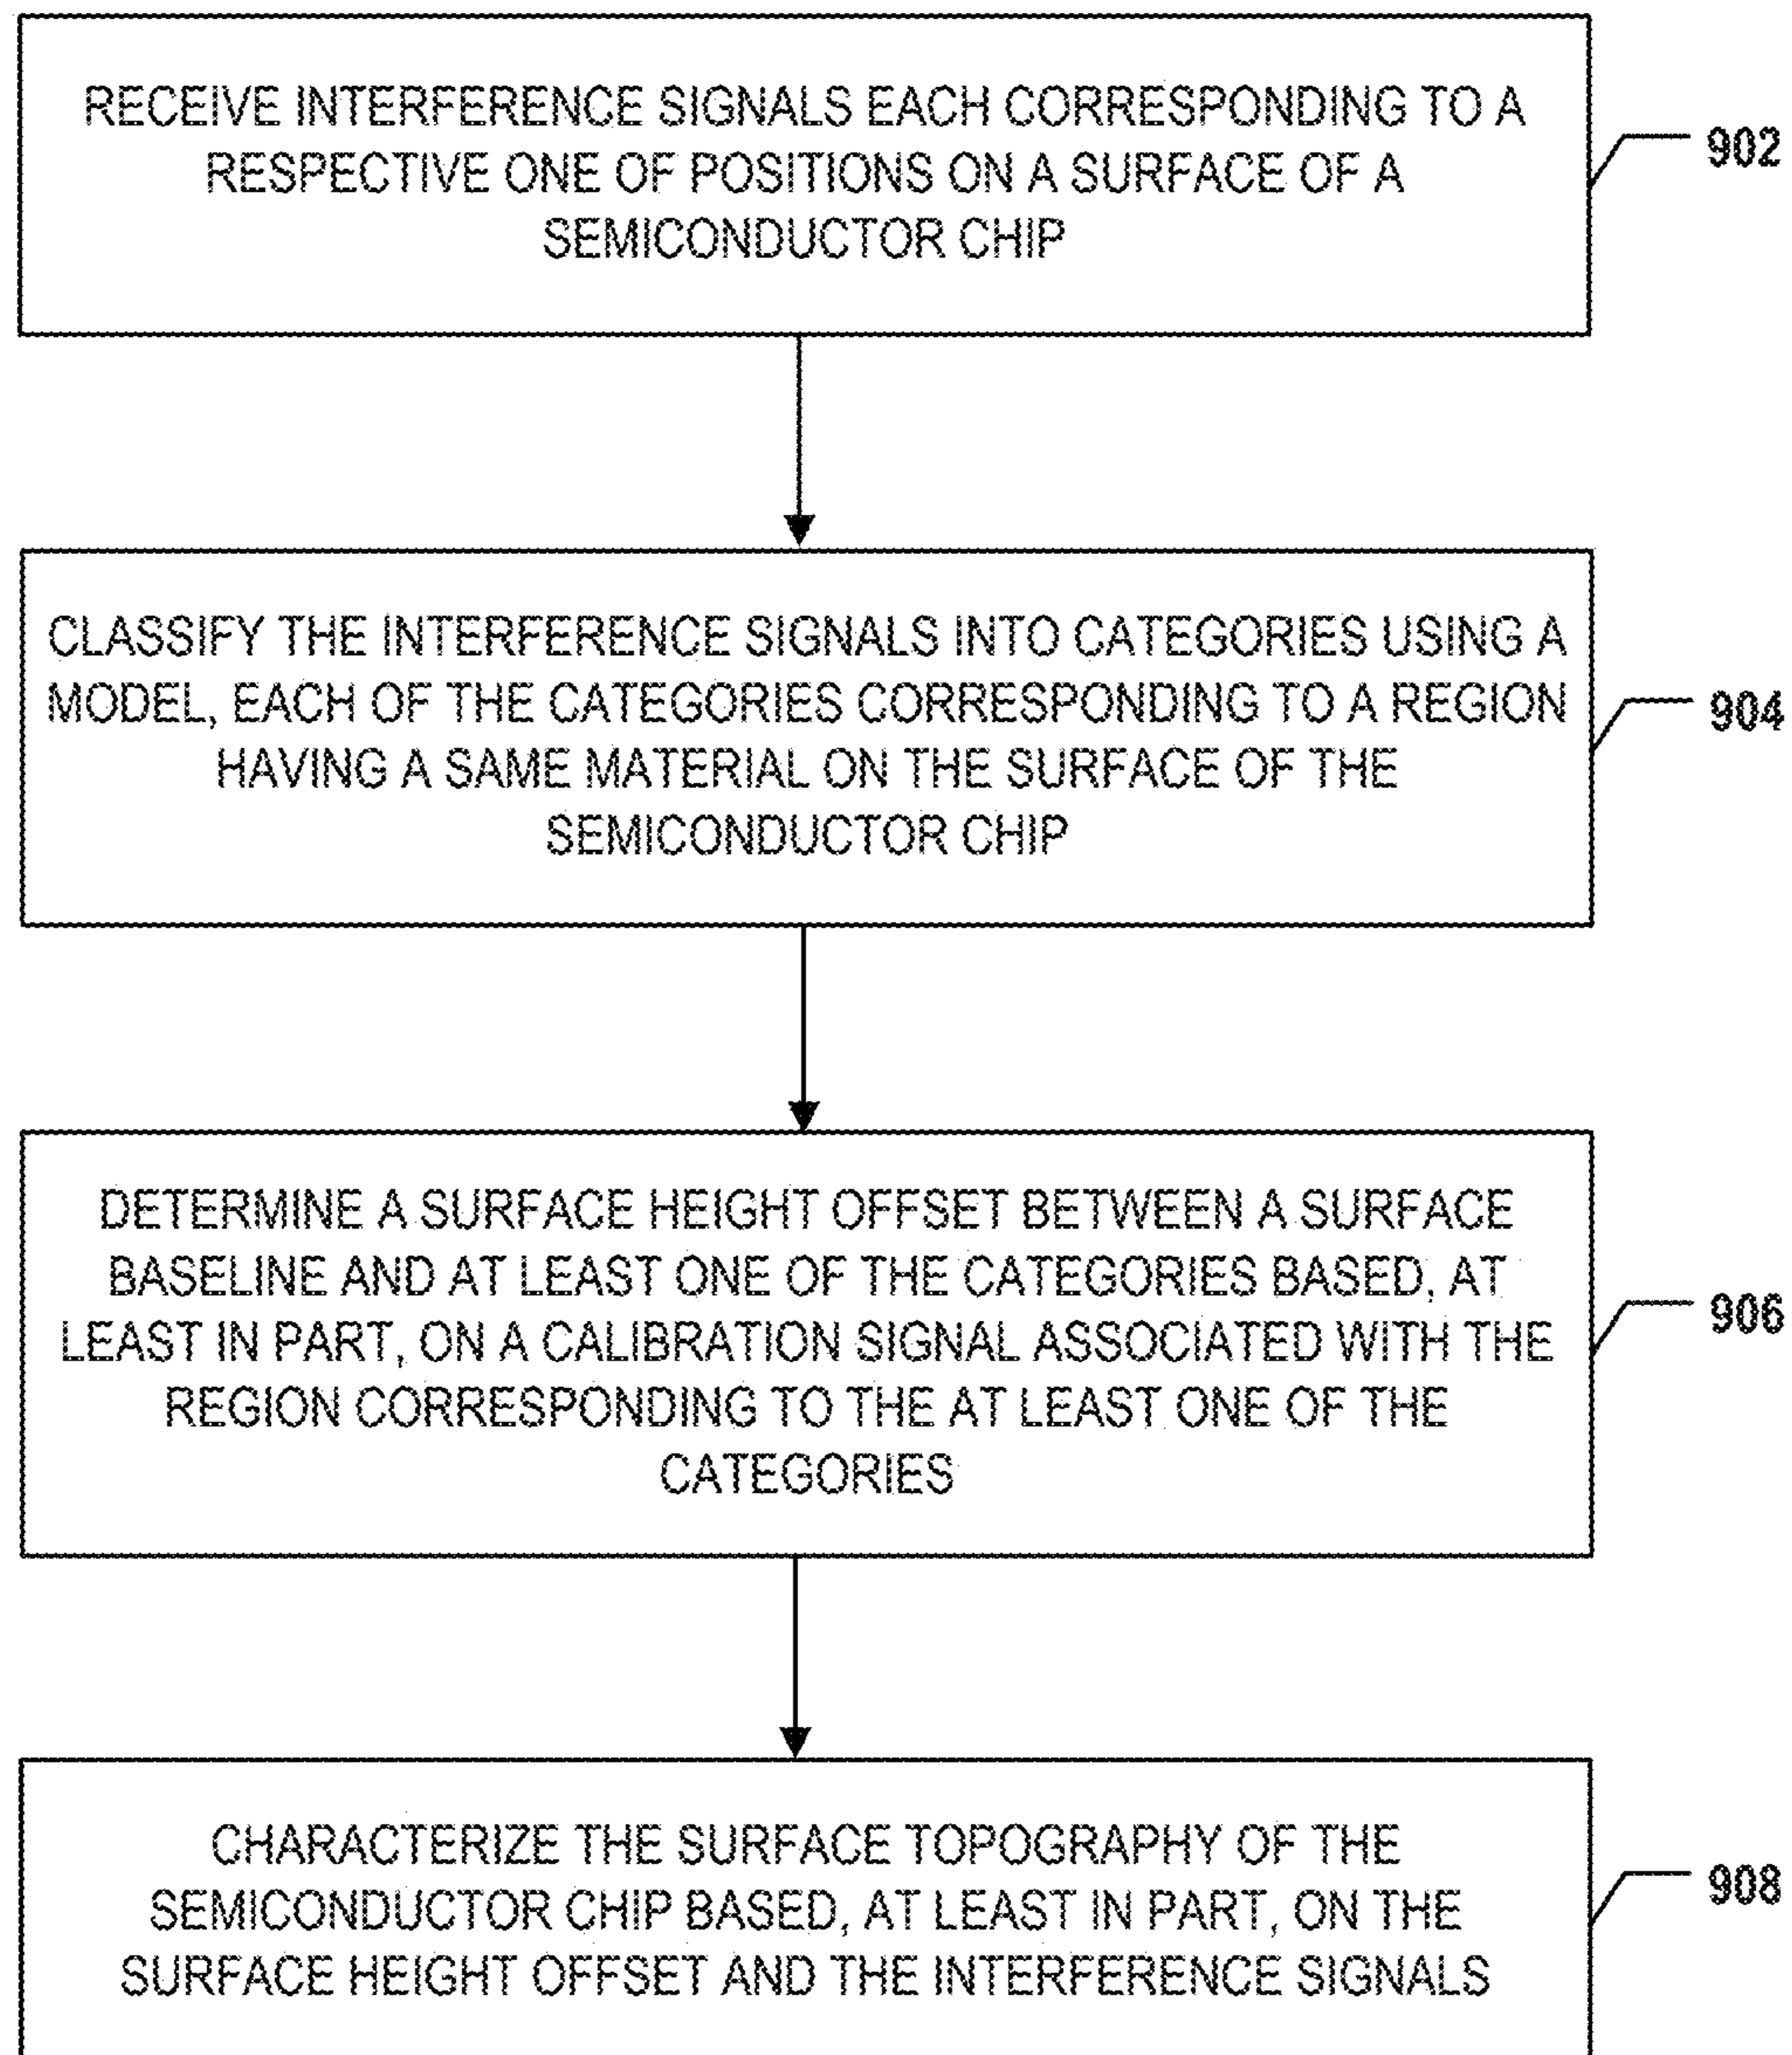 RECEIVE INTERFERENCE SIGNALS EACH CORRESPONDING TO A
RESPECTIVE ONE OF POSITIONS ON A SURFACE OF A
SEMICONDUCTOR CHIP
902
CLASSIFY THE INTERFERENCE SIGNALS INTO CATEGORIES USING A
MODEL, EACH OF THE CATEGORIES CORRESPONDING TO A REGION
HAVING A SAME MATERIAL ON THE SURFACE OF THE
SEMICONDUCTOR CHIP
904
DETERMINE A SURFACE HEIGHT OFFSET BETWEEN A SURFACE
BASELINE AND AT LEAST ONE OF THE CATEGORIES BASED, AT
LEAST IN PART, ON A CALIBRATION SIGNAL ASSOCIATED WITH THE
REGION CORRESPONDING TO THE AT LEAST ONE OF THE
CATEGORIES
906
CHARACTERIZE THE SURFACE TOPOGRAPHY OF THE
SEMICONDUCTOR CHIP BASED, AT LEAST IN PART, ON THE
SURFACE HEIGHT OFFSET AND THE INTERFERENCE SIGNALS
908